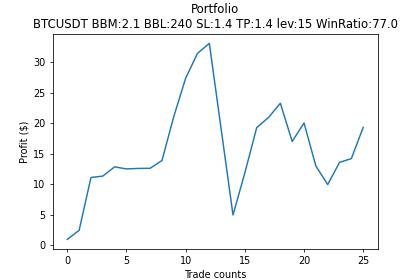 Portfolio
BTCUSDT BBM:2.1 BBL:240 SL:1.4 TP:1.4 lev:15 WinRatio:77.0
Profit ($)
30
25
20
15
10
5
0
0 5 10 15 20 25
Trade counts